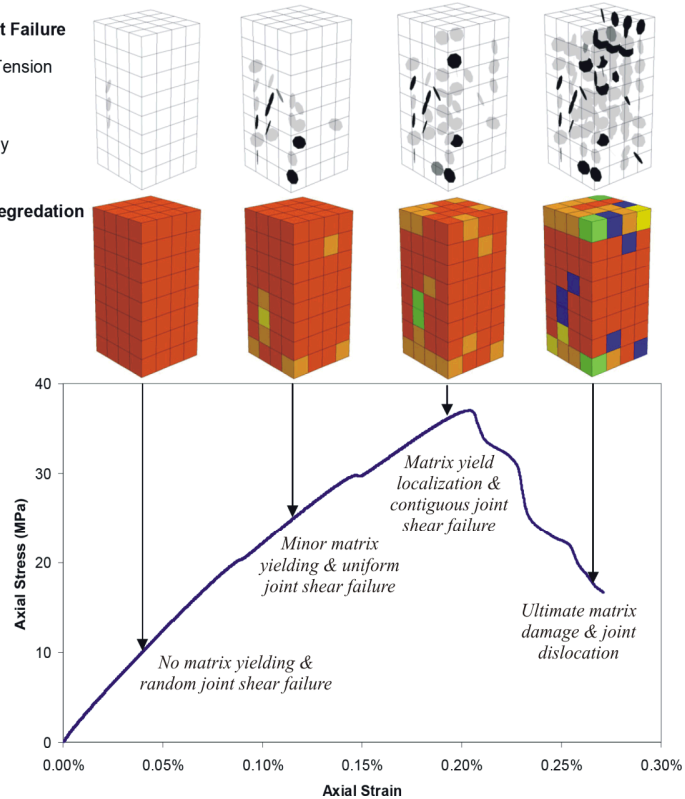 t Failure
Tension
y
egredation
40
30
20
10
0
Axial Stress (MPa)
Matrix yield
localization &
contiguous joint
shear failure
Minor matrix
yielding & uniform
joint shear failure
Ultimate matrix
damage & joint
dislocation
No matrix yielding &
random joint shear failure
0.00% 0.05% 0.10% 0.15% 0.20% 0.25% 0.30%
Axial Strain